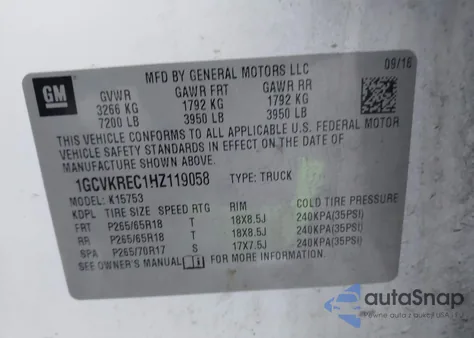 MFD BY GENERAL MOTORS LLC
09/16
GM
GVWR GAWR FRT GAWR RR
3266 KG 1792 KG 1792 KG
7200 LB 3950 LB 3950 LB
THIS VEHICLE CONFORMS TO ALL APPLICABLE U.S. FEDERAL MOTOR
VEHICLE SAFETY STANDARDS IN EFFECT ON THE DATE OF
MANUFACTURE SHOWN ABOVE.
1GCVKREC1HZ119058 TYPE: TRUCK
MODEL: K15753
KDPL TIRE SIZE SPEED RTG RIM COLD TIRE PRESSURE
FRT P265/65R18 T 18X8.5J 240KPA(35PSI)
RR P265/65R18 T 18X8.5J 240KPA(35PSI)
SPA P265/70R17 S 17X7.5J 240KPA(35PSI)
SEE OWNER'S MANUAL FOR MORE INFORMATION.
autoSnap